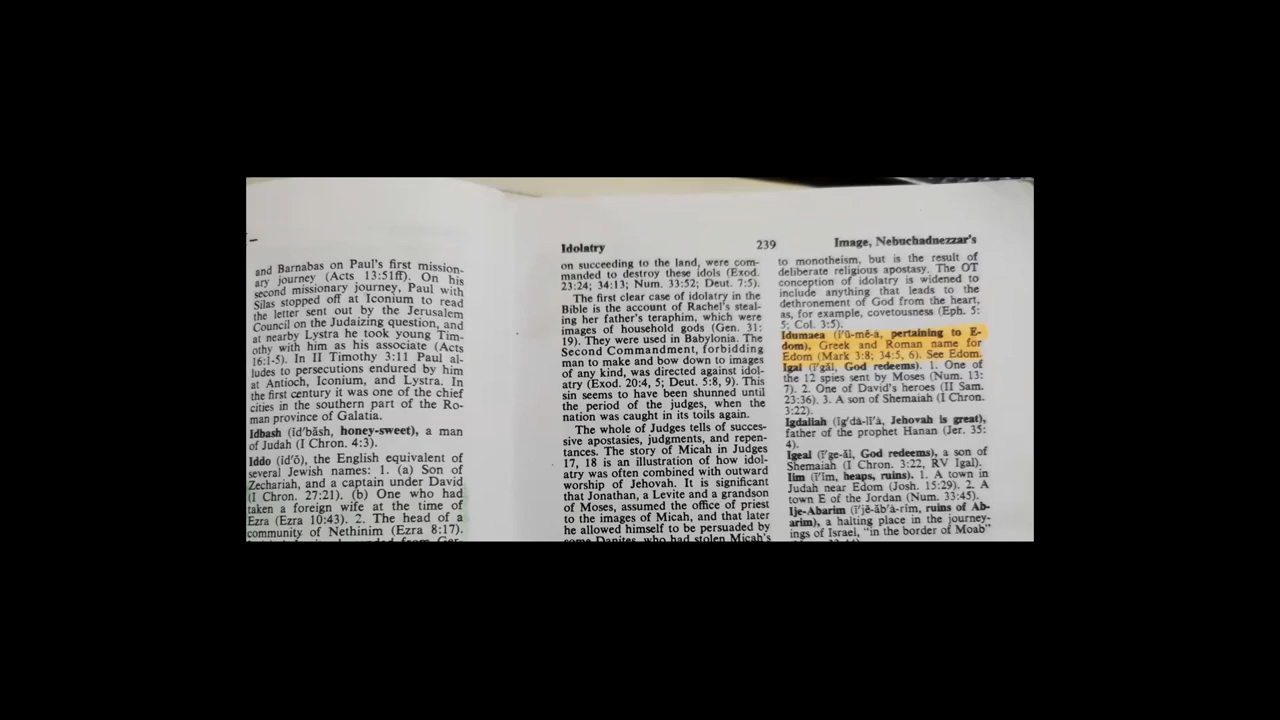 and Barnabas on Paul's first mission-
ary journey (Acts 13:51ff). On his
second missionary journey, Paul with
Silas stopped off at Iconium to read
the letter sent out by the Jerusalem
Council on the Judaizing question, and
at nearby Lystra he took young Tim-
othy with him as his associate (Acts
16:1-5). In II Timothy 3:11 Paul al-
ludes to persecutions endured by him
at Antioch, Iconium, and Lystra. In
the first century it was one of the chief
cities in the southern part of the Ro-
man province of Galatia.
Idbash (ĭd'băsh, honey-sweet), a man
of Judah (I Chron. 4:3).
Iddo (ĭd'ō), the English equivalent of
several Jewish names: 1. (a) Son of
Zechariah, and a captain under David
(I Chron. 27:21). (b) One who had
taken a foreign wife at the time of
Ezra (Ezra 10:43). 2. The head of a
community of Nethinim (Ezra 8:17).
Idolatry
239
Image, Nebuchadnezzar's
on succeeding to the land, were com-
manded to destroy these idols (Exod.
23:24; 34:13; Num. 33:52; Deut. 7:5).
The first clear case of idolatry in the
Bible is the account of Rachel's steal-
ing her father's teraphim, which were
images of household gods (Gen. 31:
19). They were used in Babylonia. The
Second Commandment, forbidding
man to make and bow down to images
of any kind, was directed against idol-
atry (Exod. 20:4, 5; Deut. 5:8, 9). This
sin seems to have been shunned until
the period of the judges, when the
nation was caught in its toils again.
The whole of Judges tells of succes-
sive apostasies, judgments, and repen-
tances. The story of Micah in Judges
17, 18 is an illustration of how idol-
atry was often combined with outward
worship of Jehovah. It is significant
that Jonathan, a Levite and a grandson
of Moses, assumed the office of priest
to the images of Micah, and that later
he allowed himself to be persuaded by
some Danites, who had stolen Micah's
to monotheism, but is the result of
deliberate religious apostasy. The OT
conception of idolatry is widened to
include anything that leads to the
dethronement of God from the heart,
as, for example, covetousness (Eph. 5:
5; Col. 3:5).
Idumaea (ĭ'ū-mē-à, pertaining to E-
dom), Greek and Roman name for
Edom (Mark 3:8; 34:5, 6). See Edom.
Igal (ī'găl, God redeems). 1. One of
the 12 spies sent by Moses (Num. 13:
7). 2. One of David's heroes (II Sam.
23:36). 3. A son of Shemaiah (I Chron.
3:22).
Igdaliah (ĭg'dà-lī'à, Jehovah is great),
father of the prophet Hanan (Jer. 35:
4).
Igeal (ī'ge-ăl, God redeems), a son of
Shemaiah (I Chron. 3:22, RV Igal).
Iim (ī'ĭm, heaps, ruins). 1. A town in
Judah near Edom (Josh. 15:29). 2. A
town E of the Jordan (Num. 33:45).
Ije-Abarim (ī'jĕ-ăb'à-rĭm, ruins of Ab-
arim), a halting place in the journey-
ings of Israel, "in the border of Moab"